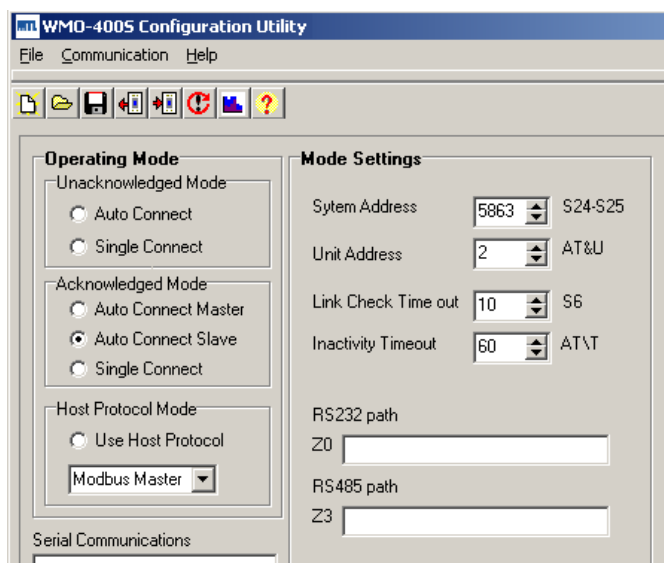 MTL WMO-400S Configuration Utility
File Communication Help
Operating Mode
Unacknowledged Mode
Auto Connect
Single Connect
Acknowledged Mode
Auto Connect Master
Auto Connect Slave
Single Connect
Host Protocol Mode
Use Host Protocol
Modbus Master
Serial Communications
Mode Settings
Sytem Address 5863 S24-S25
Unit Address 2 AT&U
Link Check Time out 10 S6
Inactivity Timeout 60 AT\T
RS232 path
Z0
RS485 path
Z3